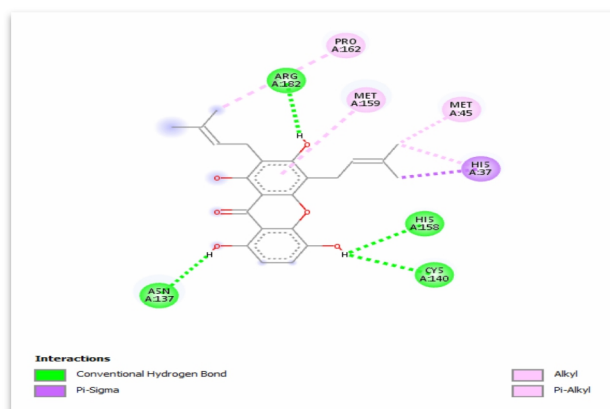 PRO
A:162
ARG
A:182
MET
A:159
MET
A:45
HIS
A:37
HIS
A:158
CYS
A:140
ASN
A:137
H
O
O
O
O
O
H
O
H
Interactions
Conventional Hydrogen Bond
Pi-Sigma
Alkyl
Pi-Alkyl